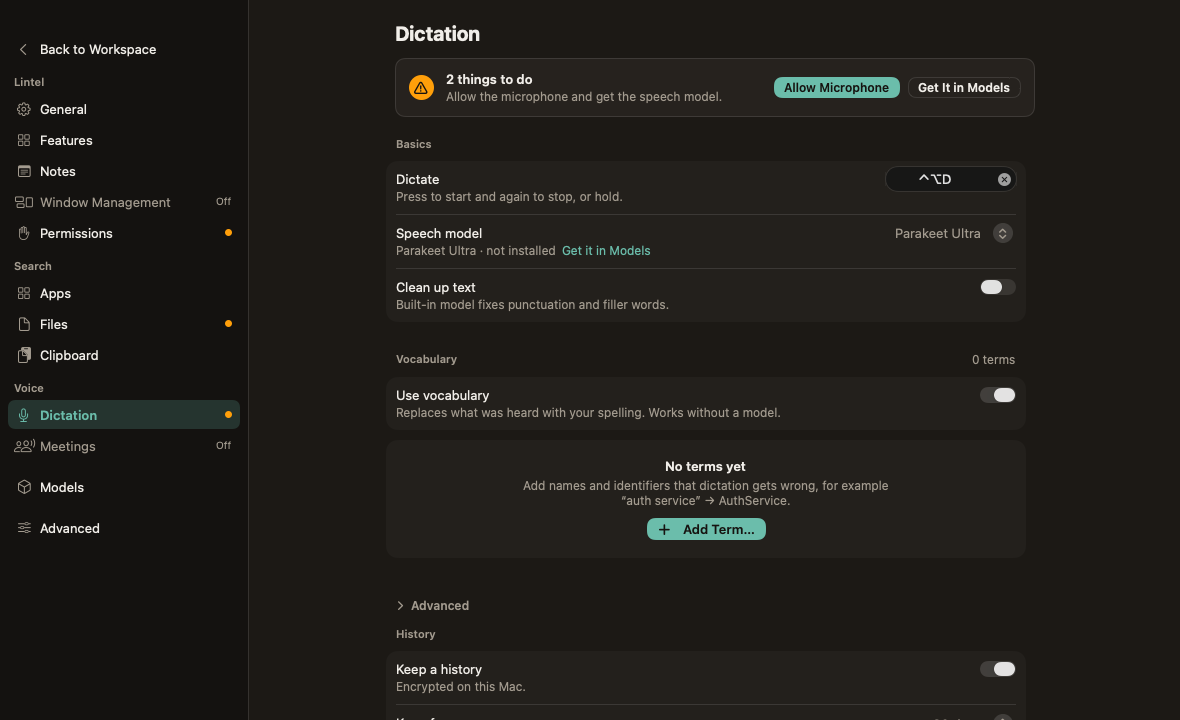 Back to Workspace
Lintel
General
Features
Notes
Window Management Off
Permissions
Search
Apps
Files
Clipboard
Voice
Dictation
Meetings Off
Models
Advanced
Dictation
2 things to do
Allow the microphone and get the speech model.
Allow Microphone
Get It in Models
Basics
Dictate
Press to start and again to stop, or hold.
⌃⌥D
Speech model
Parakeet Ultra · not installed Get it in Models
Parakeet Ultra
Clean up text
Built-in model fixes punctuation and filler words.
Vocabulary 0 terms
Use vocabulary
Replaces what was heard with your spelling. Works without a model.
No terms yet
Add names and identifiers that dictation gets wrong, for example
“auth service” → AuthService.
+ Add Term...
Advanced
History
Keep a history
Encrypted on this Mac.